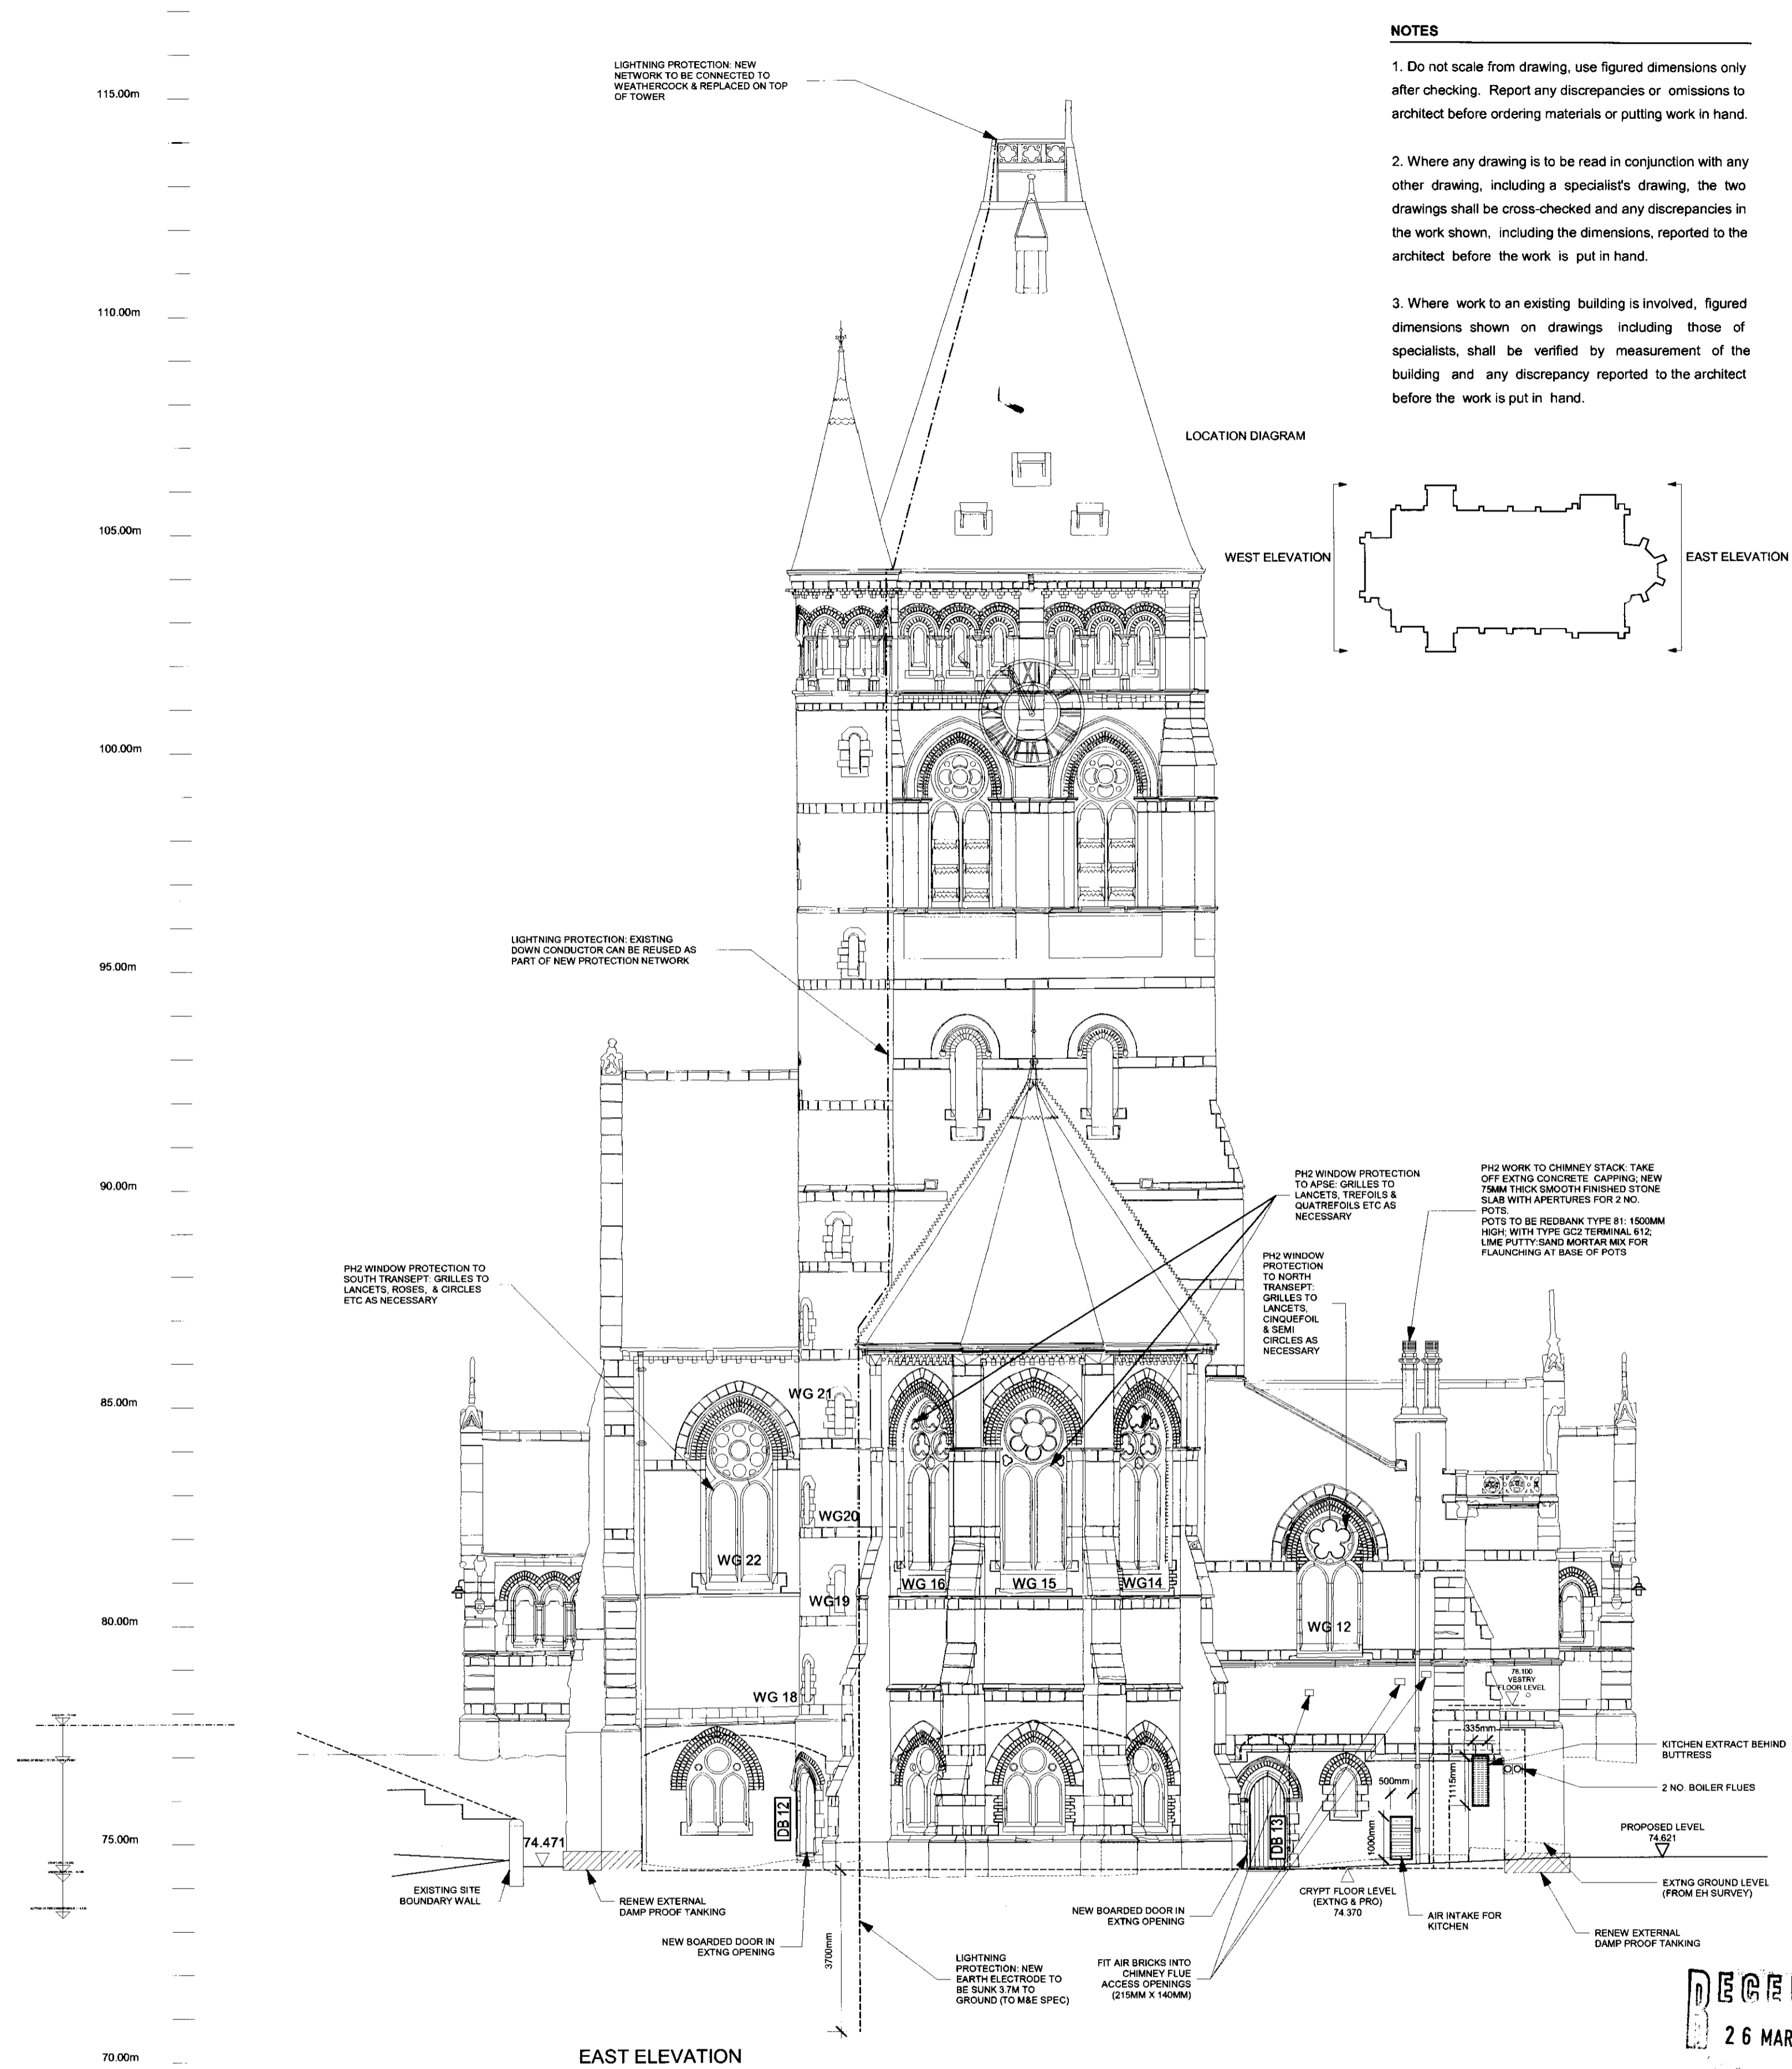 NOTES
1. Do not scale from drawing, use figured dimensions only
after checking. Report any discrepancies or omissions to
architect before ordering materials or putting work in hand.
2. Where any drawing is to be read in conjunction with any
other drawing, including a specialist's drawing, the two
drawings shall be cross-checked and any discrepancies in
the work shown, including the dimensions, reported to the
architect before the work is put in hand.
3. Where work to an existing building is involved, figured
dimensions shown on drawings including those of
specialists, shall be verified by measurement of the
building and any discrepancy reported to the architect
before the work is put in hand.
LIGHTNING PROTECTION: NEW
NETWORK TO BE CONNECTED TO
WEATHERCOCK & REPLACED ON TOP
OF TOWER
115.00m
110.00m
105.00m
100.00m
95.00m
90.00m
85.00m
80.00m
75.00m
70.00m
LOCATION DIAGRAM
WEST ELEVATION
EAST ELEVATION
LIGHTNING PROTECTION: EXISTING
DOWN CONDUCTOR CAN BE REUSED AS
PART OF NEW PROTECTION NETWORK
PH2 WINDOW PROTECTION
TO APSE: GRILLES TO
LANCETS, TREFOILS &
QUATREFOILS ETC AS
NECESSARY
PH2 WORK TO CHIMNEY STACK: TAKE
OFF EXTNG CONCRETE CAPPING; NEW
75MM THICK SMOOTH FINISHED STONE
SLAB WITH APERTURES FOR 2 NO.
POTS.
POTS TO BE REDBANK TYPE 81: 1500MM
HIGH; WITH TYPE GC2 TERMINAL 612;
LIME PUTTY:SAND MORTAR MIX FOR
FLAUNCHING AT BASE OF POTS
PH2 WINDOW
PROTECTION
TO NORTH
TRANSEPT:
GRILLES TO
LANCETS,
CINQUEFOIL
& SEMI
CIRCLES AS
NECESSARY
PH2 WINDOW PROTECTION TO
SOUTH TRANSEPT: GRILLES TO
LANCETS, ROSES, & CIRCLES
ETC AS NECESSARY
XII
WG 21
WG20
WG 22
WG19
WG 16
WG 15
WG14
WG 12
WG 18
78.100
VESTRY
FLOOR LEVEL
335mm
1115mm
500mm
1000mm
KITCHEN EXTRACT BEHIND
BUTTRESS
2 NO. BOILER FLUES
DB 12
DB 13
74.471
PROPOSED LEVEL
74.621
EXISTING SITE
BOUNDARY WALL
RENEW EXTERNAL
DAMP PROOF TANKING
NEW BOARDED DOOR IN
EXTNG OPENING
3700mm
LIGHTNING
PROTECTION: NEW
EARTH ELECTRODE TO
BE SUNK 3.7M TO
GROUND (TO M&E SPEC)
NEW BOARDED DOOR IN
EXTNG OPENING
FIT AIR BRICKS INTO
CHIMNEY FLUE
ACCESS OPENINGS
(215MM X 140MM)
CRYPT FLOOR LEVEL
(EXTNG & PRO)
74.370
AIR INTAKE FOR
KITCHEN
EXTNG GROUND LEVEL
(FROM EH SURVEY)
RENEW EXTERNAL
DAMP PROOF TANKING
EAST ELEVATION
26 MAR